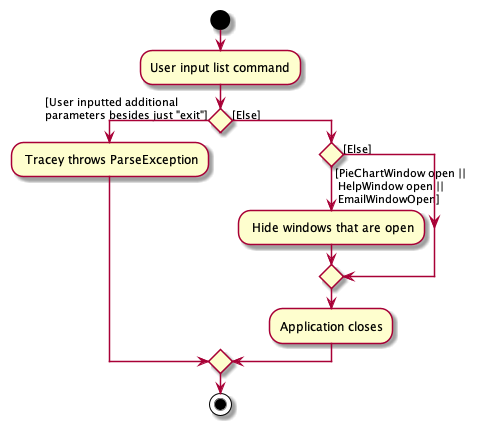 User input list command
[User inputted additional
parameters besides just "exit"]
[Else]
Tracey throws ParseException
[Else]
[PieChartWindow open ||
HelpWindow open ||
EmailWindowOpen]
Hide windows that are open
Application closes